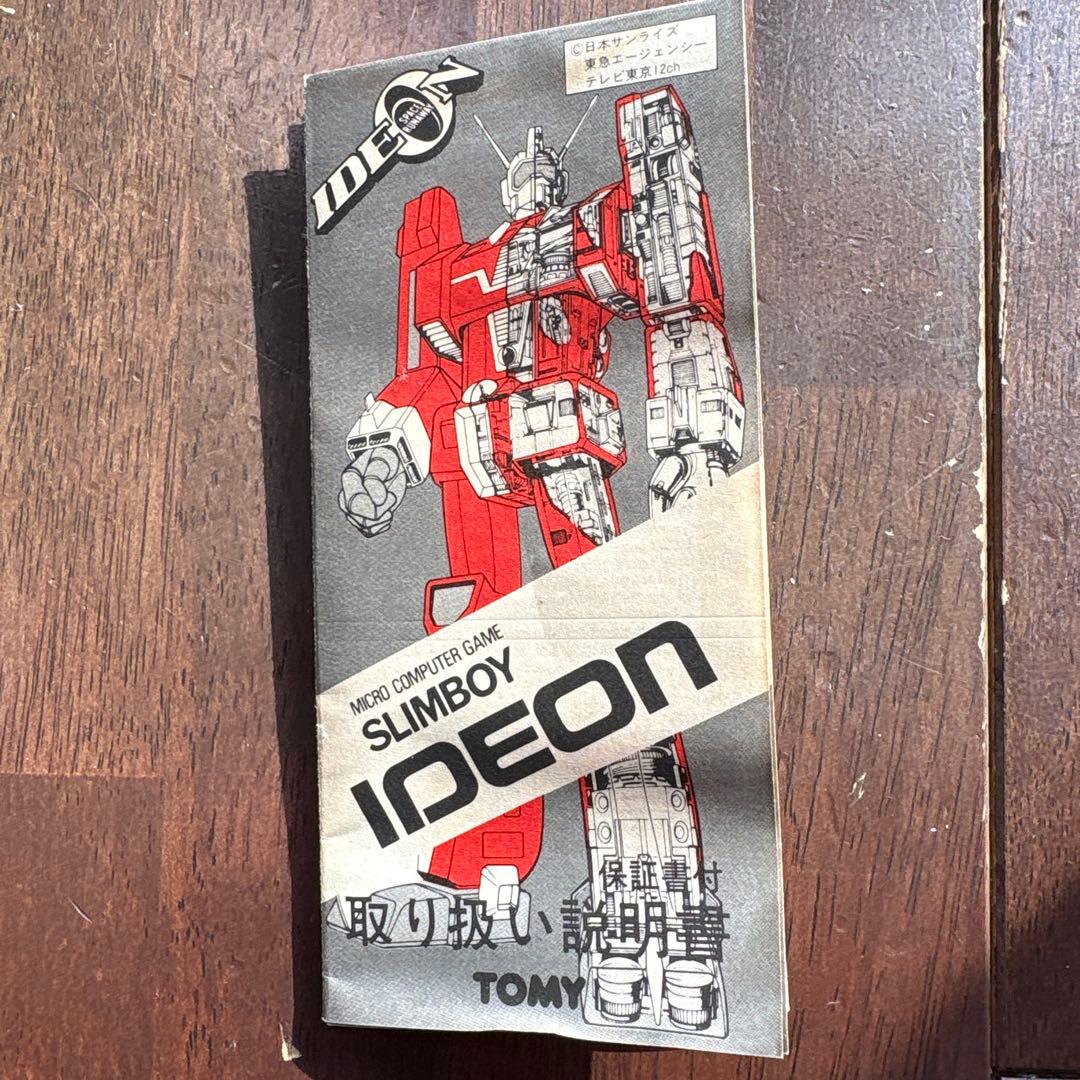 IDEON
SPACE
RUNAWAY
©日本サンライズ
東急エージェンシー
テレビ東京12ch
MICRO COMPUTER GAME
SLIMBOY
IDEON
保証書付
取り扱い説明書
TOMY